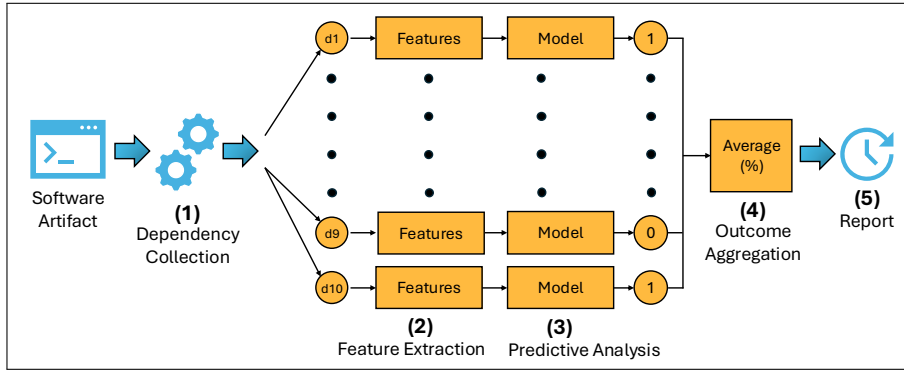 d1 Features Model 1
>_
Software
Artifact
(1)
Dependency
Collection
d9 Features Model 0
d10 Features Model 1
(2)
Feature Extraction
(3)
Predictive Analysis
Average
(%)
(4)
Outcome
Aggregation
(5)
Report